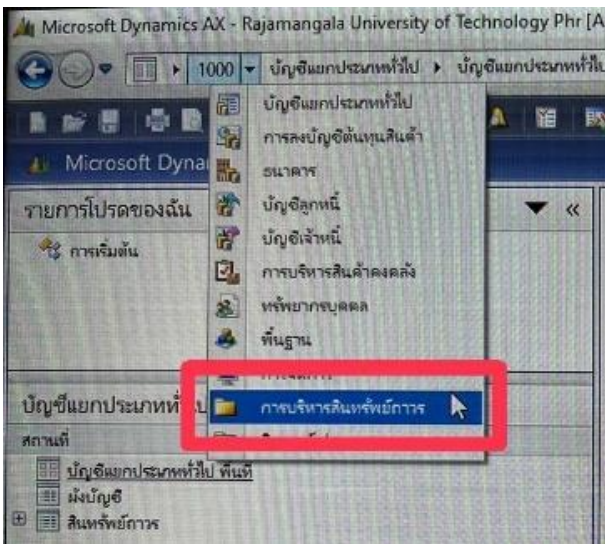 Microsoft Dynamics AX - Rajamangala University of Technology Phr [A
1000 บัญชีแยกประเภททั่วไป
บัญชีแยกประเภททั่วไป
การลงบัญชีต้นทุนสินค้า
Microsoft Dyna
ธนาคาร
รายการโปรดของฉัน
บัญชีลูกหนี้
การเริ่มต้น
บัญชีเจ้าหนี้
การบริหารสินค้าคงคลัง
ทรัพยากรบุคคล
พื้นฐาน
บัญชีแยกประเภททั่วไป
การบริหารสินทรัพย์ถาวร
สถานที่
บัญชีแยกประเภททั่วไป พื้นที่
ผังบัญชี
สินทรัพย์ถาวร